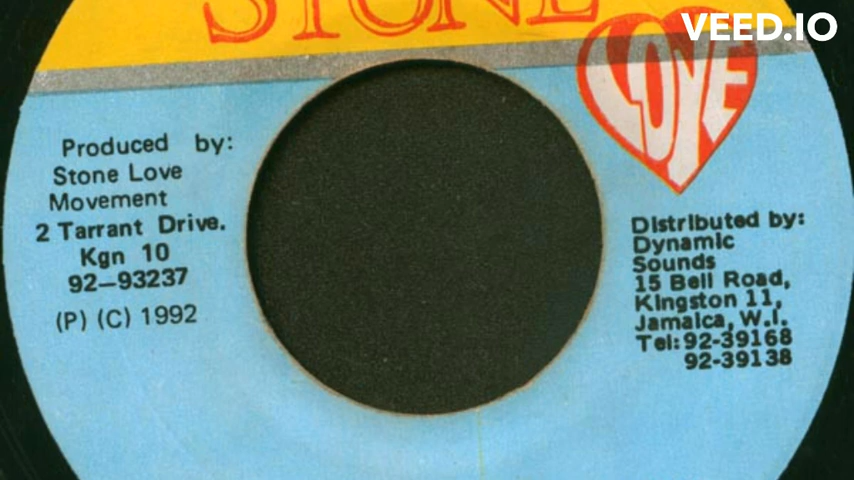 VEED.IO
STONE
LOVE
Produced by:
Stone Love
Movement
2 Tarrant Drive.
Kgn 10
92-93237
(P) (C) 1992
Distributed by:
Dynamic
Sounds
15 Bell Road,
Kingston 11,
Jamaica, W.I.
Tel: 92-39168
92-39138